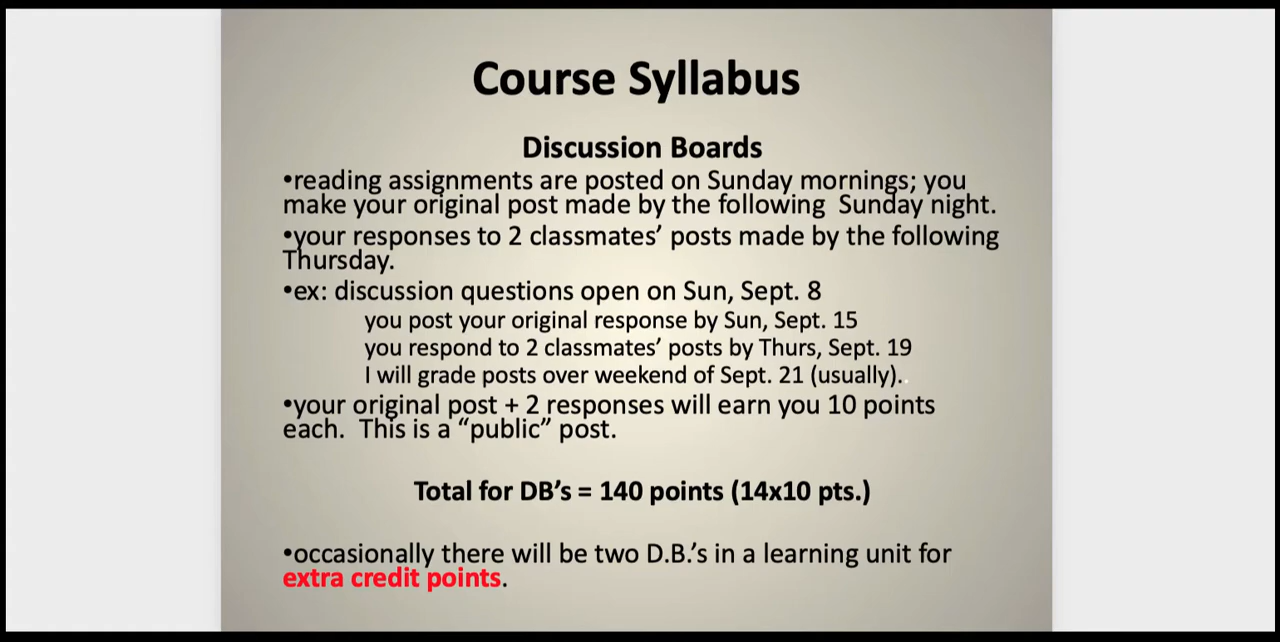 Course Syllabus
Discussion Boards
•reading assignments are posted on Sunday mornings; you
make your original post made by the following  Sunday night.
•your responses to 2 classmates’ posts made by the following
Thursday.
•ex: discussion questions open on Sun, Sept. 8
you post your original response by Sun, Sept. 15
you respond to 2 classmates’ posts by Thurs, Sept. 19
I will grade posts over weekend of Sept. 21 (usually).
•your original post + 2 responses will earn you 10 points
each.  This is a “public” post.
Total for DB’s = 140 points (14x10 pts.)
•occasionally there will be two D.B.’s in a learning unit for
extra credit points.